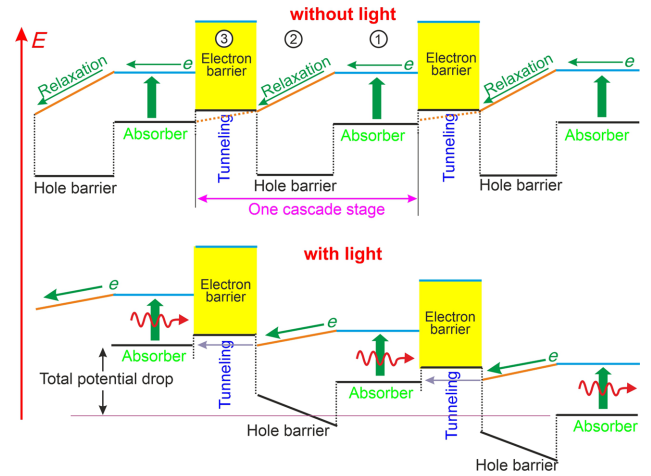 without light
E
Relaxation
e
Absorber
Hole barrier
3
Electron
barrier
Tunneling
2
Relaxation
1
e
Absorber
Hole barrier
One cascade stage
Electron
barrier
Tunneling
Relaxation
e
Absorber
Hole barrier
with light
e
Absorber
Total potential drop
Electron
barrier
Tunneling
e
Absorber
Hole barrier
Electron
barrier
Tunneling
e
Absorber
Hole barrier